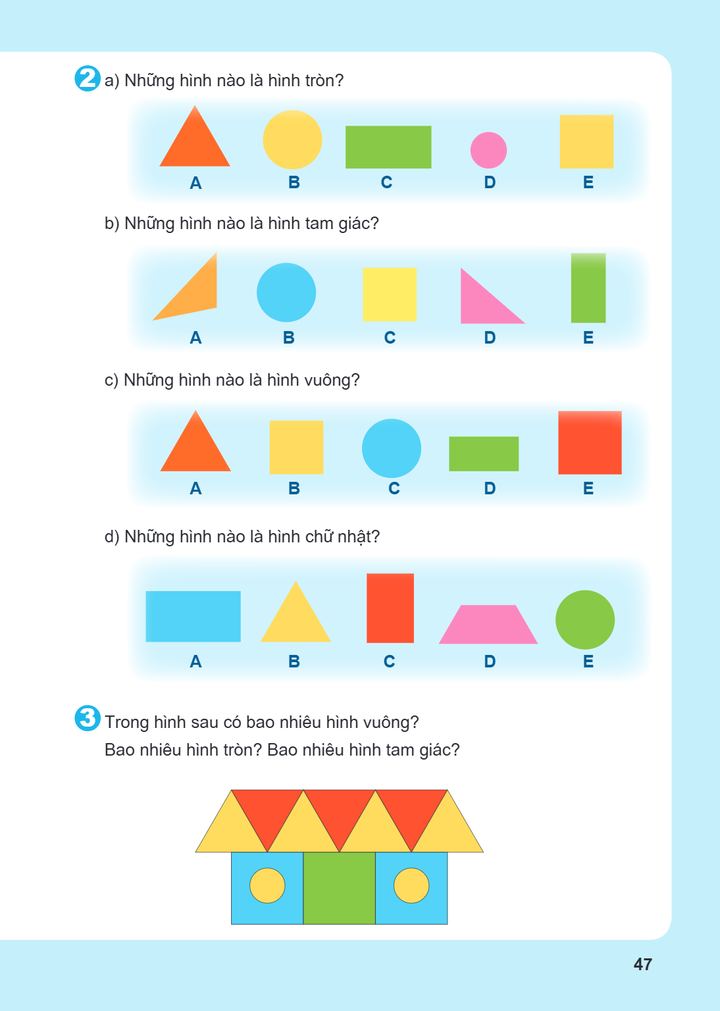 2 a) Những hình nào là hình tròn?
A B C D E
b) Những hình nào là hình tam giác?
A B C D E
c) Những hình nào là hình vuông?
A B C D E
d) Những hình nào là hình chữ nhật?
A B C D E
3 Trong hình sau có bao nhiêu hình vuông?
Bao nhiêu hình tròn? Bao nhiêu hình tam giác?
47